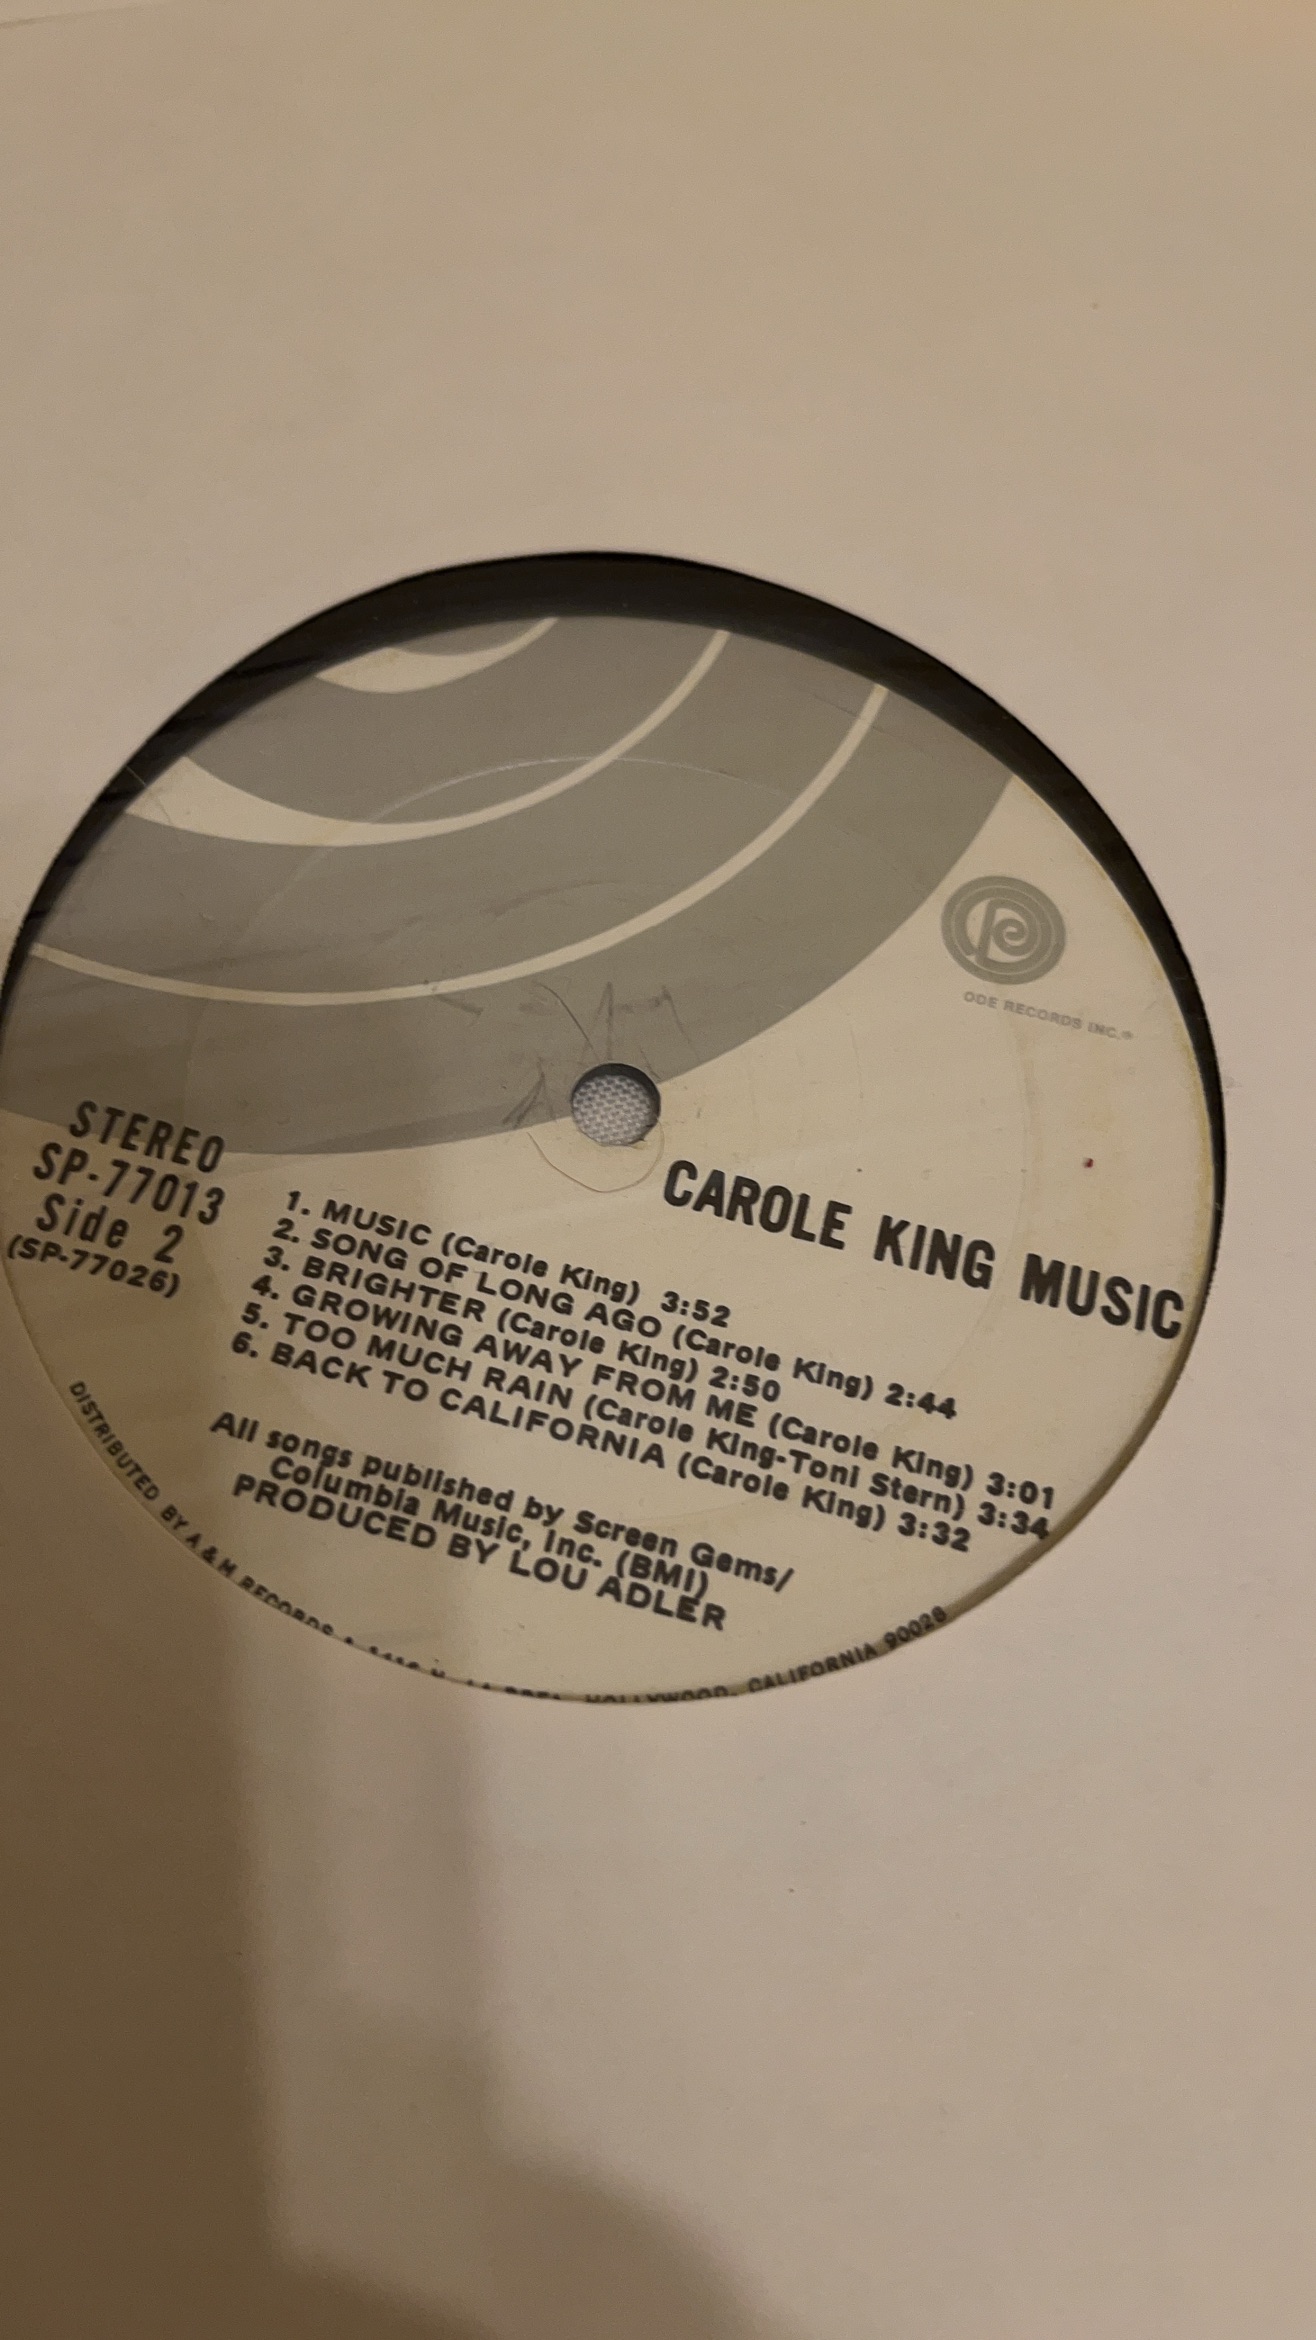 ODE RECORDS INC.®
CAROLE KING MUSIC
STEREO
SP-77013
Side 2
(SP-77026)
1. MUSIC (Carole King) 3:52
2. SONG OF LONG AGO (Carole King) 2:44
3. BRIGHTER (Carole King) 2:50
4. GROWING AWAY FROM ME (Carole King) 3:01
5. TOO MUCH RAIN (Carole King-Toni Stern) 3:34
6. BACK TO CALIFORNIA (Carole King) 3:32
All songs published by Screen Gems/
Columbia Music, Inc. (BMI)
PRODUCED BY LOU ADLER
DISTRIBUTED BY A & M RECORDS HOLLYWOOD, CALIFORNIA 90028